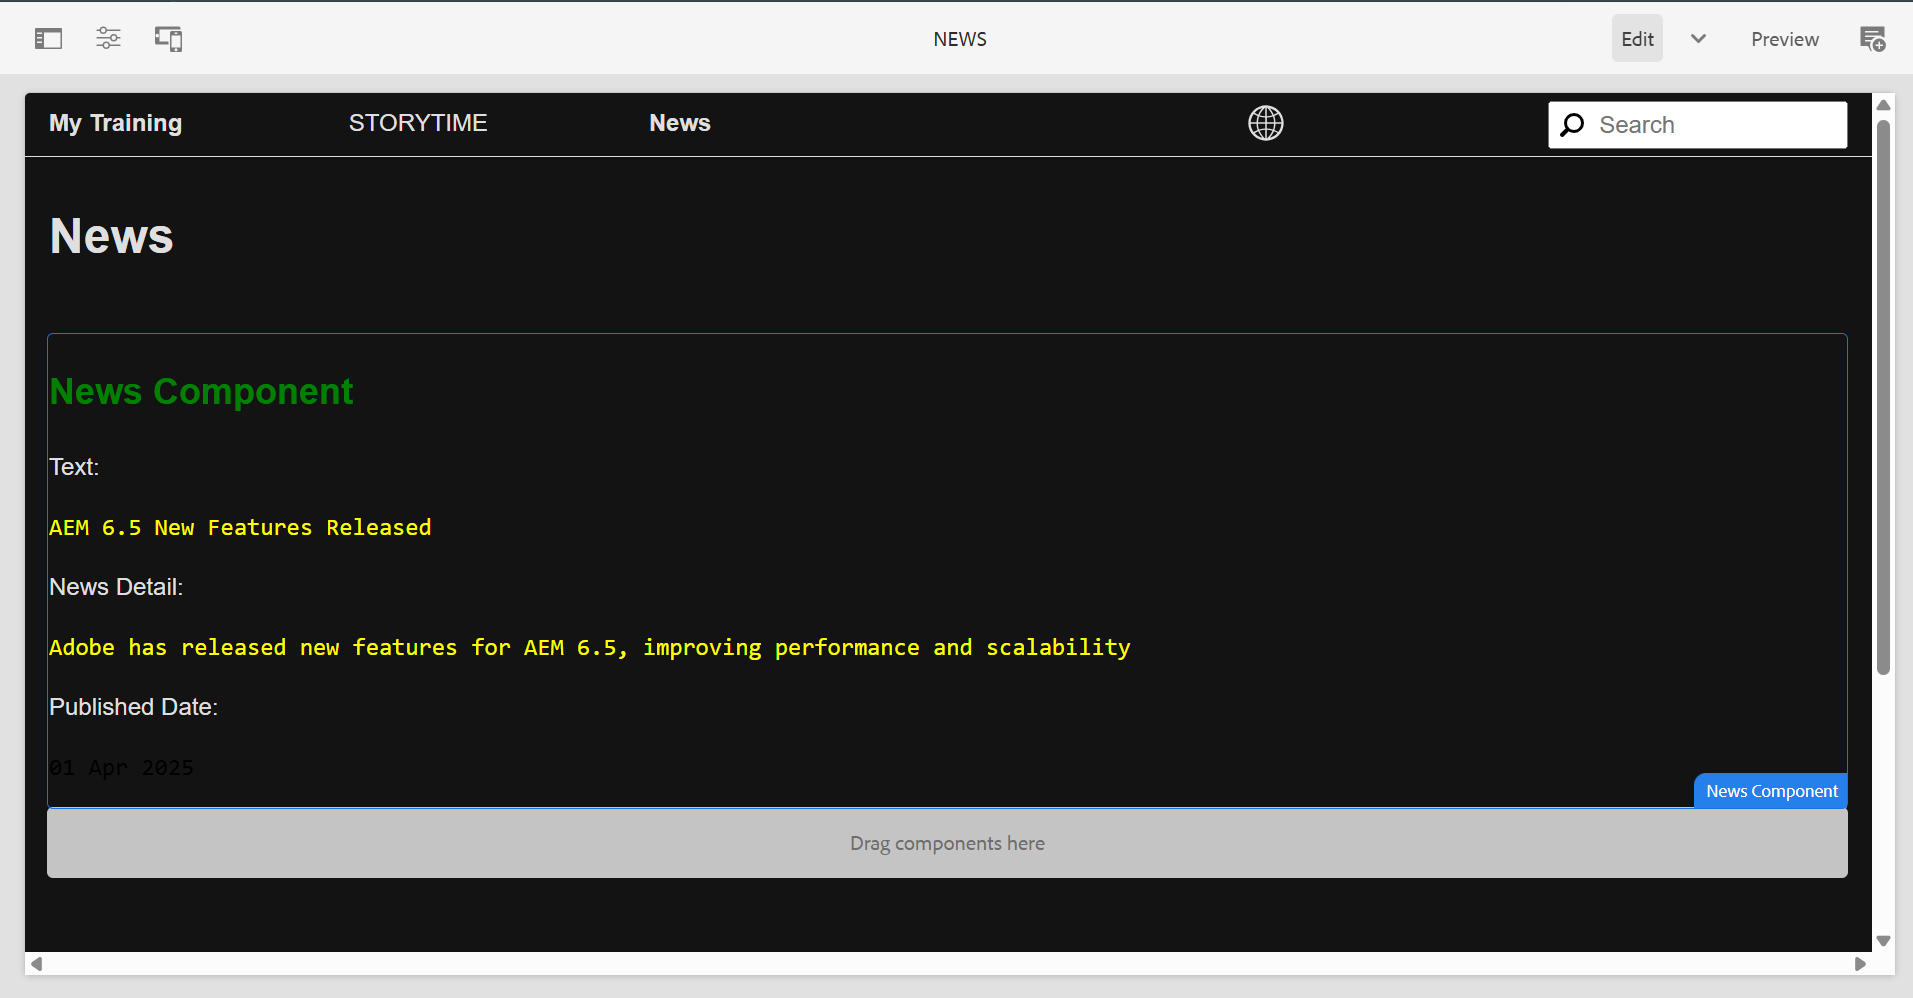 NEWS
Edit
Preview
My Training
STORYTIME
News
Search
News
News Component
Text:
AEM 6.5 New Features Released
News Detail:
Adobe has released new features for AEM 6.5, improving performance and scalability
Published Date:
01 Apr 2025
News Component
Drag components here